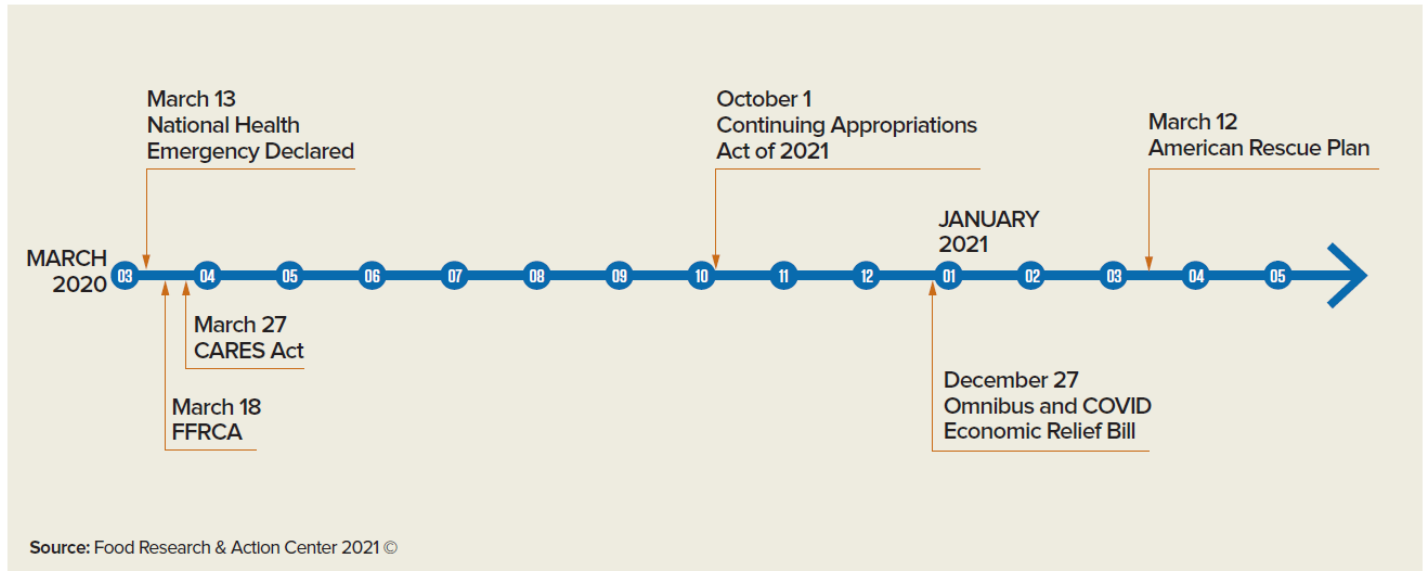 March 13
National Health
Emergency Declared
October 1
Continuing Appropriations
Act of 2021
March 12
American Rescue Plan
JANUARY
2021
MARCH
2020
03 04 05 06 07 08 09 10 11 12 01 02 03 04 05
March 27
CARES Act
March 18
FFRCA
December 27
Omnibus and COVID
Economic Relief Bill
Source: Food Research & Action Center 2021 ©